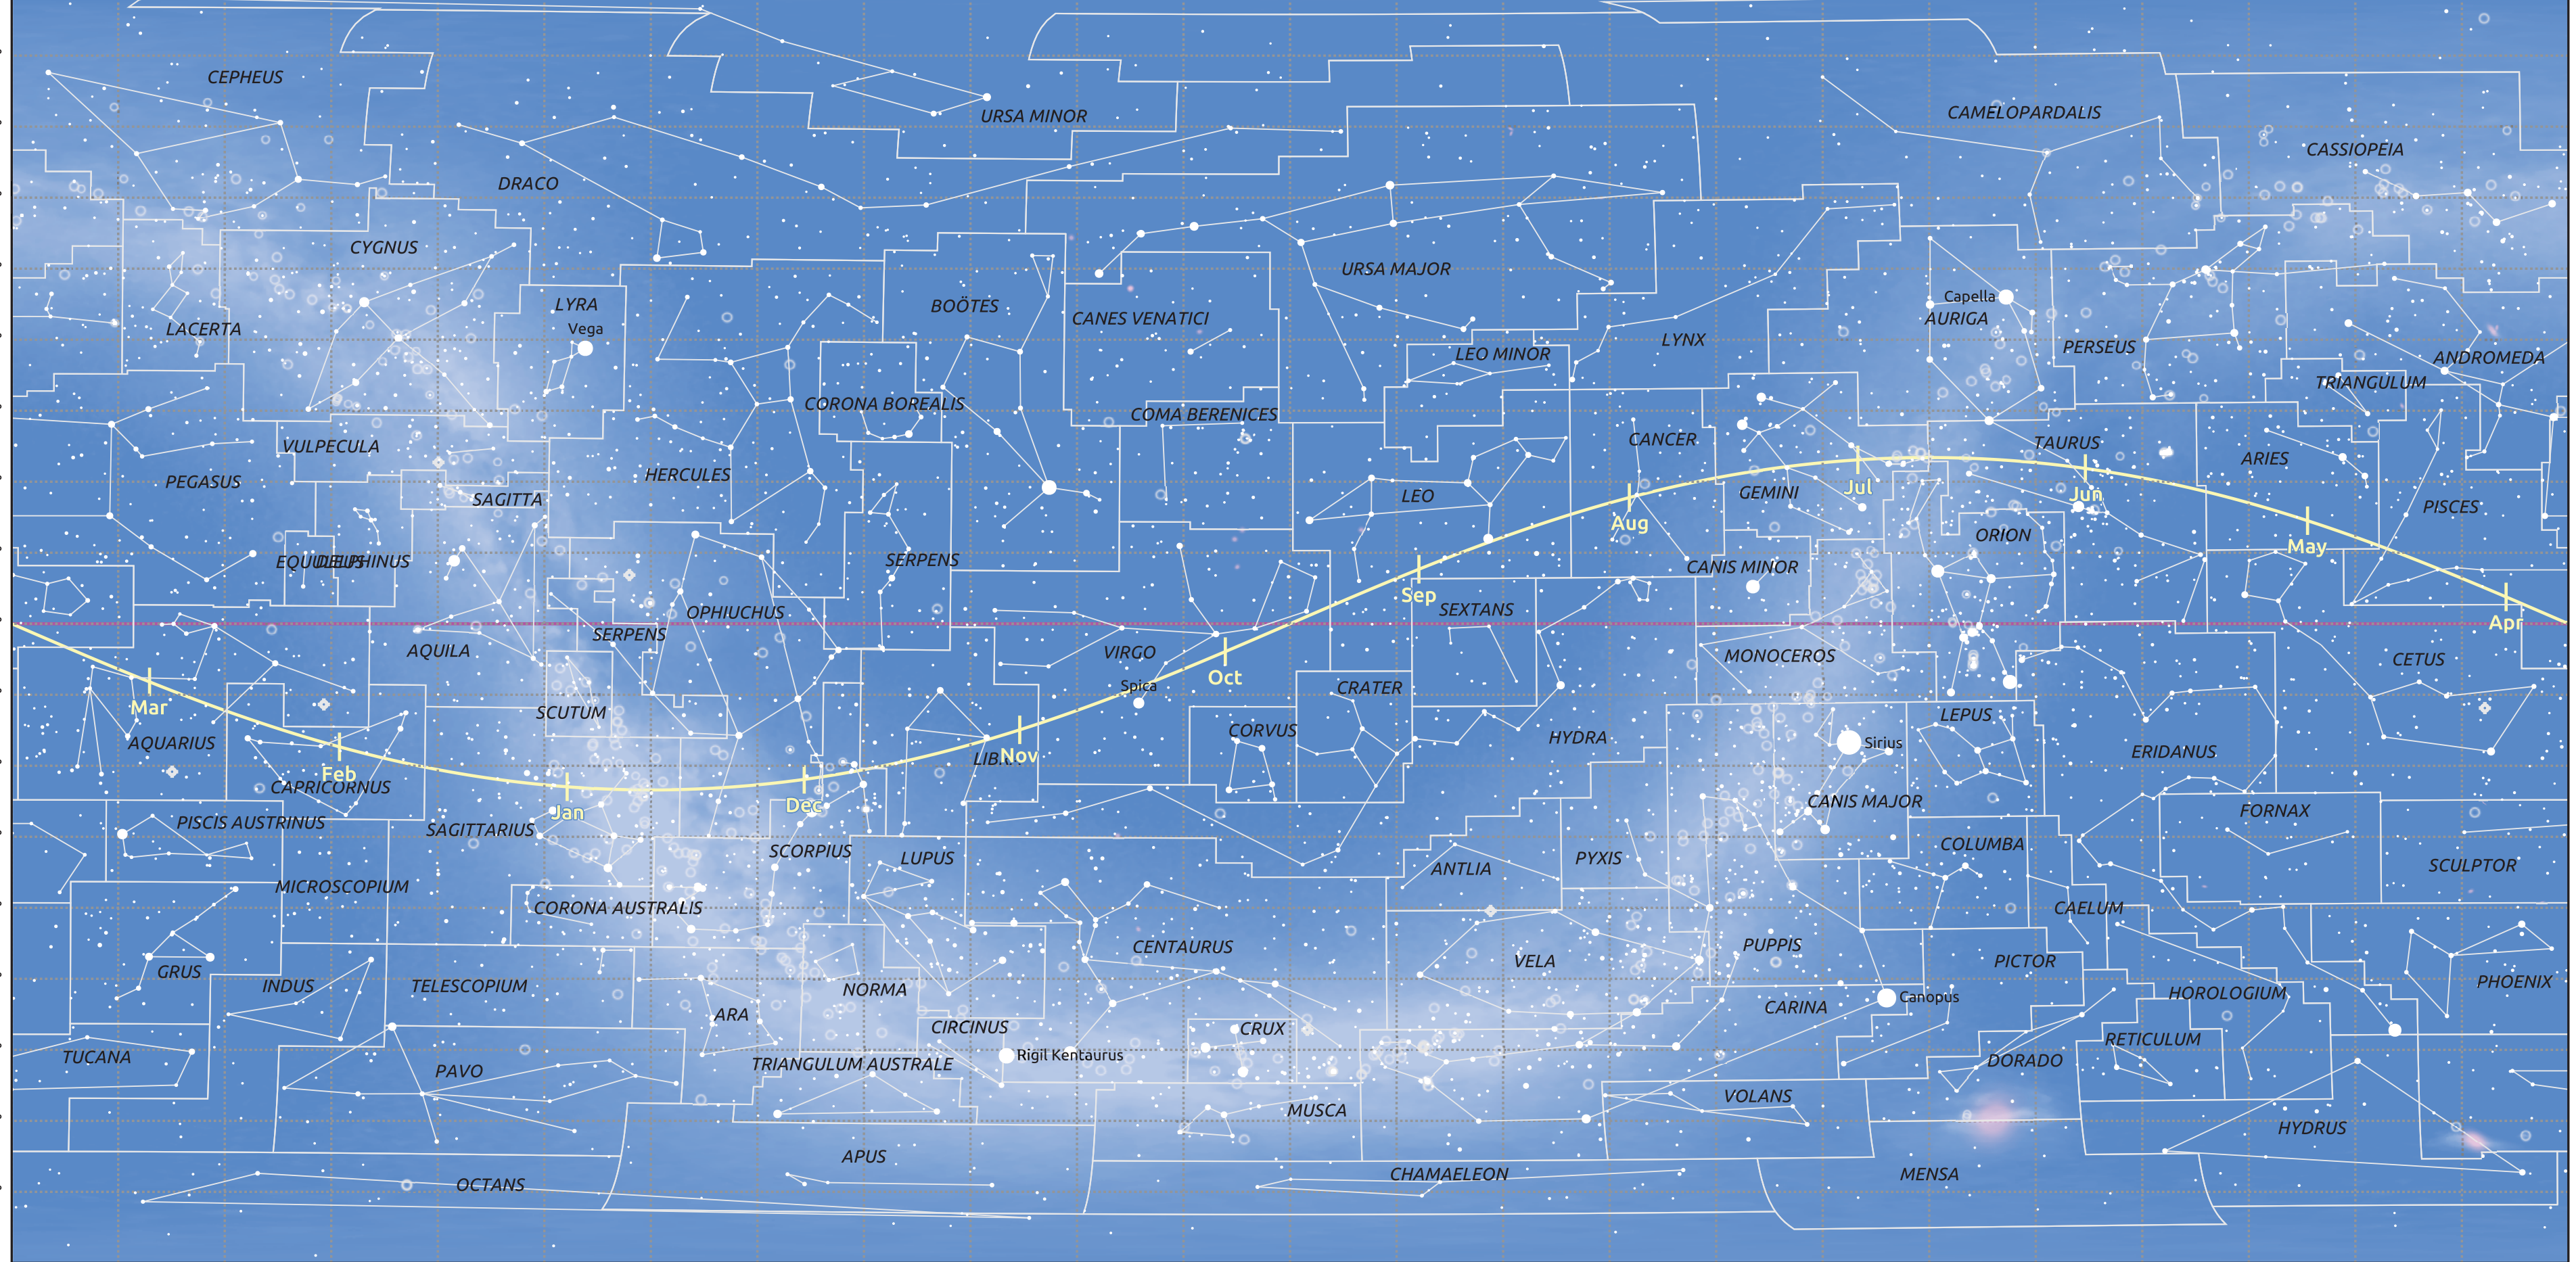 CEPHEUS
URSA MINOR
CAMELOPARDALIS
CASSIOPEIA
DRACO
CYGNUS
URSA MAJOR
LYRA
Vega
LACERTA
BOÖTES
CANES VENATICI
LEO MINOR
LYNX
Capella
AURIGA
PERSEUS
ANDROMEDA
TRIANGULUM
CORONA BOREALIS
COMA BERENICES
VULPECULA
HERCULES
CANCER
TAURUS
ARIES
PEGASUS
SAGITTA
LEO
GEMINI
Jul
Jun
PISCES
Aug
ORION
May
EQUULEUS
DELPHINUS
SERPENS
CANIS MINOR
Sep
SEXTANS
OPHIUCHUS
Apr
SERPENS
AQUILA
VIRGO
Oct
MONOCEROS
CETUS
Spica
CRATER
Mar
SCUTUM
AQUARIUS
CORVUS
HYDRA
LEPUS
Sirius
ERIDANUS
LIBRA
Nov
Feb
CAPRICORNUS
Jan
Dec
CANIS MAJOR
FORNAX
PISCIS AUSTRINUS
SAGITTARIUS
SCORPIUS
LUPUS
ANTLIA
PYXIS
COLUMBA
SCULPTOR
MICROSCOPIUM
CORONA AUSTRALIS
CAELUM
CENTAURUS
PUPPIS
GRUS
INDUS
TELESCOPIUM
NORMA
VELA
PICTOR
HOROLOGIUM
PHOENIX
ARA
CIRCINUS
CRUX
CARINA
Canopus
TUCANA
PAVO
TRIANGULUM AUSTRALE
Rigil Kentaurus
DORADO
RETICULUM
MUSCA
VOLANS
HYDRUS
APUS
OCTANS
CHAMAELEON
MENSA